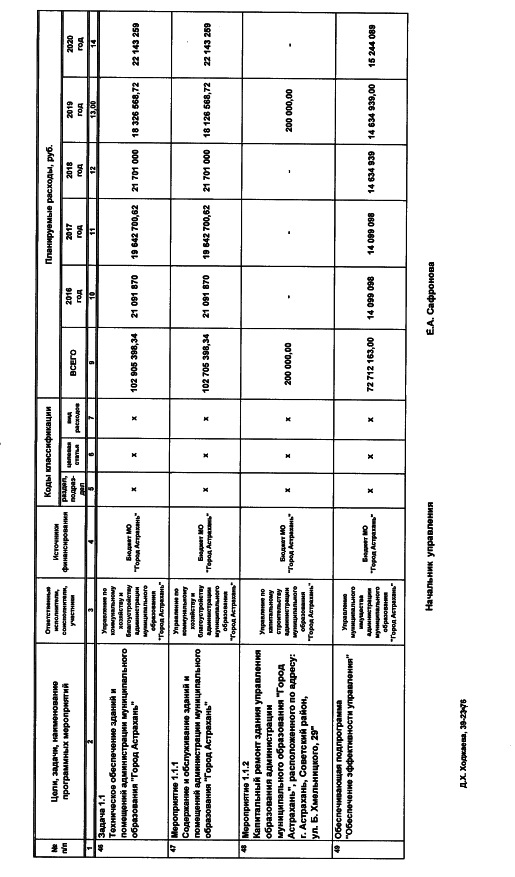 № п/п
Цели, задачи, наименование программных мероприятий
Ответственные исполнители, соисполнители, участники
Источники финансирования
Коды классификации
раздел, подраздел
целевая статья
вид расходов
Планируемые расходы, руб.
ВСЕГО
2016 год
2017 год
2018 год
2019 год
2020 год
1 2 3 4 5 6 7 9 10 11 12 13,00 14
46
Задача 1.1
Техническое обеспечение зданий и
помещений администрации муниципального
образования "Город Астрахань"
Управление по
коммунальному
хозяйству и
благоустройству
администрации
муниципального
образования
"Город Астрахань"
Бюджет МО
"Город Астрахань"
х х х 102 905 398,34 21 091 870 19 642 700,62 21 701 000 18 326 568,72 22 143 259
47
Мероприятие 1.1.1
Содержание и обслуживание зданий и
помещений администрации муниципального
образования "Город Астрахань"
Управление по
коммунальному
хозяйству и
благоустройству
администрации
муниципального
образования
"Город Астрахань"
Бюджет МО
"Город Астрахань"
х х х 102 705 398,34 21 091 870 19 642 700,62 21 701 000 18 126 568,72 22 143 259
48
Мероприятие 1.1.2
Капитальный ремонт здания управления
образования администрации
муниципального образования "Город
Астрахань", расположенного по адресу:
г. Астрахань, Советский район,
ул. Б. Хмельницкого, 29"
Управление по
капитальному
строительству
администрации
муниципального
образования
"Город Астрахань"
Бюджет МО
"Город Астрахань"
х х х 200 000,00 - - - 200 000,00 -
49
Обеспечивающая подпрограмма
"Обеспечение эффективности управления"
Управление
муниципального
имущества
администрации
муниципального
образования
"Город Астрахань"
Бюджет МО
"Город Астрахань"
х х х 72 712 163,00 14 099 098 14 099 098 14 634 939 14 634 939,00 15 244 089
Начальник управления
Е.А. Сафронова
Д.Х. Ходжаева,